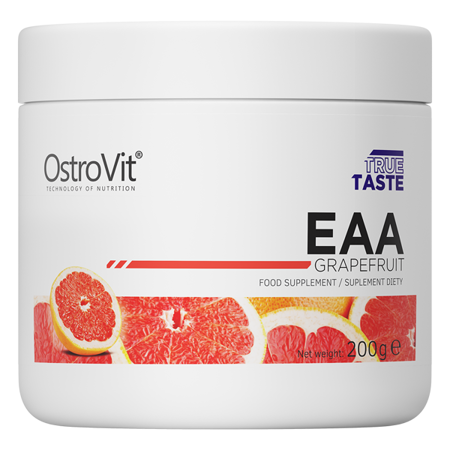 OstroVit®
TECHNOLOGY OF NUTRITION
TRUE
TASTE
EAA
GRAPEFRUIT
FOOD SUPPLEMENT / SUPLEMENT DIETY
Net weight: 200g ℮